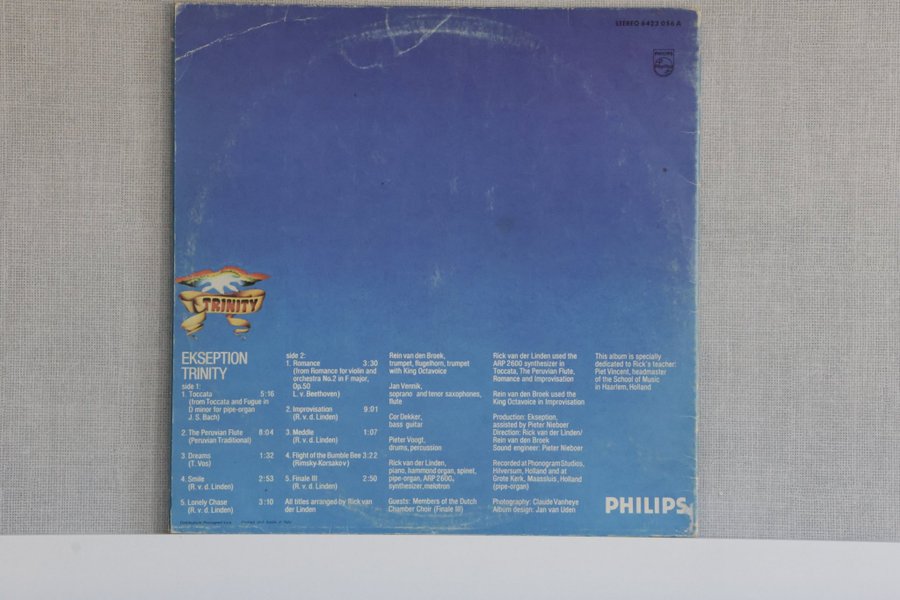 STEREO 6423 056 A
PHILIPS
TRINITY
EKSEPTION
TRINITY
side 1:
1. Toccata 5:16
(from Toccata and Fugue in
D minor for pipe-organ
J. S. Bach)
2. The Peruvian Flute 8:04
(Peruvian Traditional)
3. Dreams 1:32
(T. Vos)
4. Smile 2:53
(R. v. d. Linden)
5. Lonely Chase 3:10
(R. v. d. Linden)
side 2:
1. Romance 3:30
(from Romance for violin and
orchestra No.2 in F major,
Op.50
L. v. Beethoven)
2. Improvisation 9:01
(R. v. d. Linden)
3. Meddle 1:07
(R. v. d. Linden)
4. Flight of the Bumble Bee 3:22
(Rimsky-Korsakov)
5. Finale III 2:50
(R. v. d. Linden)
All titles arranged by Rick van
der Linden
Rein van den Broek,
trumpet, flugelhorn, trumpet
with King Octavoice
Jan Vennik,
soprano and tenor saxophones,
flute
Cor Dekker,
bass guitar
Pieter Voogt,
drums, percussion
Rick van der Linden,
piano, hammond organ, spinet,
pipe-organ, ARP 2600,
synthesizer, melotron
Guests: Members of the Dutch
Chamber Choir (Finale III)
Rick van der Linden used the
ARP 2600 synthesizer in
Toccata, The Peruvian Flute,
Romance and Improvisation
Rein van den Broek used the
King Octavoice in Improvisation
Production: Ekseption,
assisted by Pieter Nieboer
Direction: Rick van der Linden/
Rein van den Broek
Sound engineer: Pieter Nieboer
Recorded at Phonogram Studios,
Hilversum, Holland and at
Grote Kerk, Maassluis, Holland
(pipe-organ)
Photography: Claude Vanheye
Album design: Jan van Uden
This album is specially
dedicated to Rick's teacher:
Piet Vincent, headmaster
of the School of Music
in Haarlem, Holland
PHILIPS